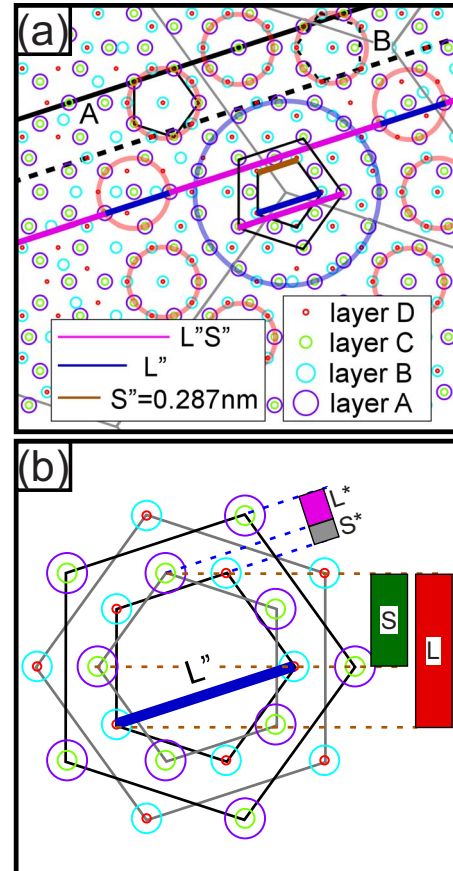 (a)
B
A
L”S”
L”
S”=0.287nm
layer D
layer C
layer B
layer A
(b)
L*
S*
S
L
L”